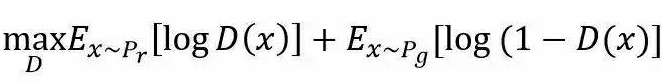 max_D E_{x~P_r}[log D(x)] + E_{x~P_g}[log (1 − D(x)]